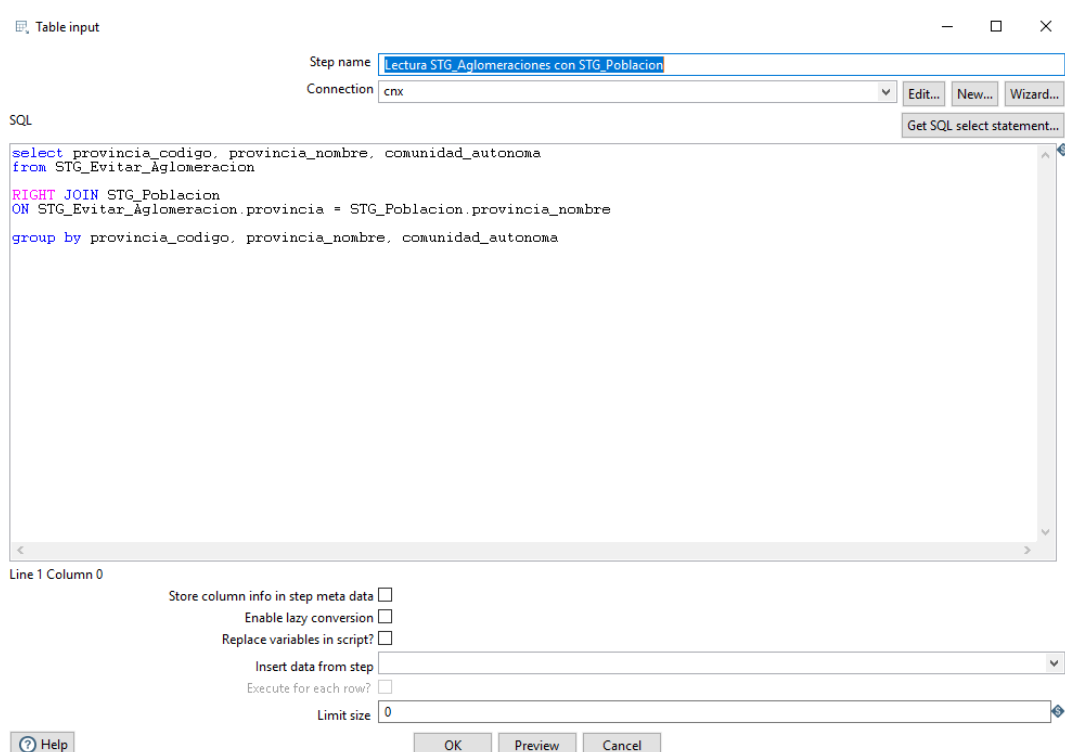 Table input
Step name Lectura STG_Aglomeraciones con STG_Poblacion
Connection cnx Edit... New... Wizard...
SQL Get SQL select statement...
select provincia_codigo, provincia_nombre, comunidad_autonoma
from STG_Evitar_Aglomeracion
RIGHT JOIN STG_Poblacion
ON STG_Evitar_Aglomeracion.provincia = STG_Poblacion.provincia_nombre
group by provincia_codigo, provincia_nombre, comunidad_autonoma
Line 1 Column 0
Store column info in step meta data
Enable lazy conversion
Replace variables in script?
Insert data from step
Execute for each row?
Limit size 0
Help OK Preview Cancel